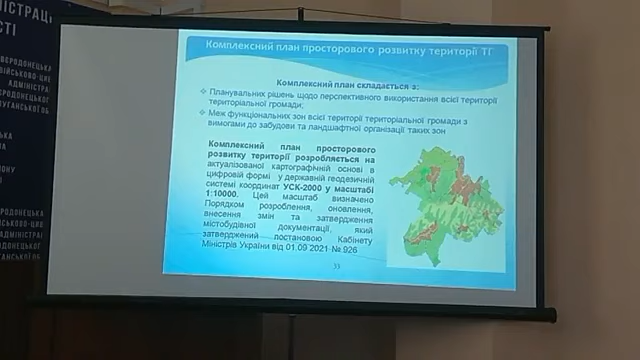 Комплексний план просторового розвитку території ТГ
Комплексний план складається з:
Планувальних рішень щодо перспективного використання всієї території
територіальної громади;
Меж функціональних зон всієї території територіальної громади з
вимогами до забудови та ландшафтної організації таких зон
Комплексний план просторового
розвитку території розробляється на
актуалізованої картографічній основі в
цифровій формі у державній геодезичній
системі координат УСК-2000 у масштабі
1:10000. Цей масштаб визначено
Порядком розроблення, оновлення,
внесення змін та затвердження
містобудівної документації, який
затверджений постановою Кабінету
Міністрів України від 01.09 2021 № 926
33